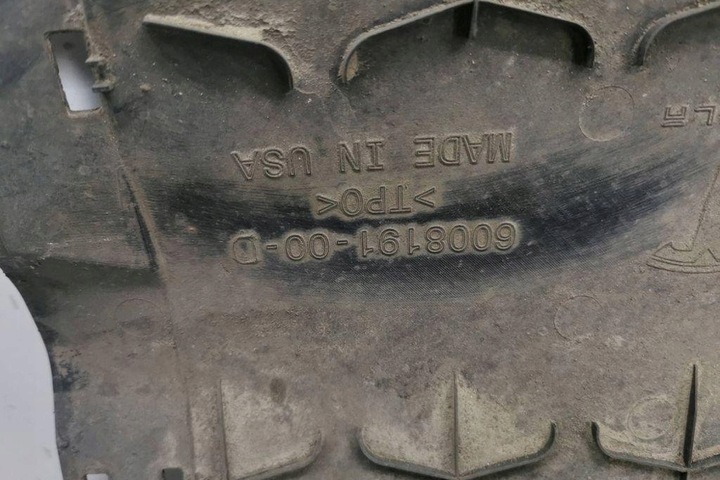 6008191-00-D
>TPO<
MADE IN USA